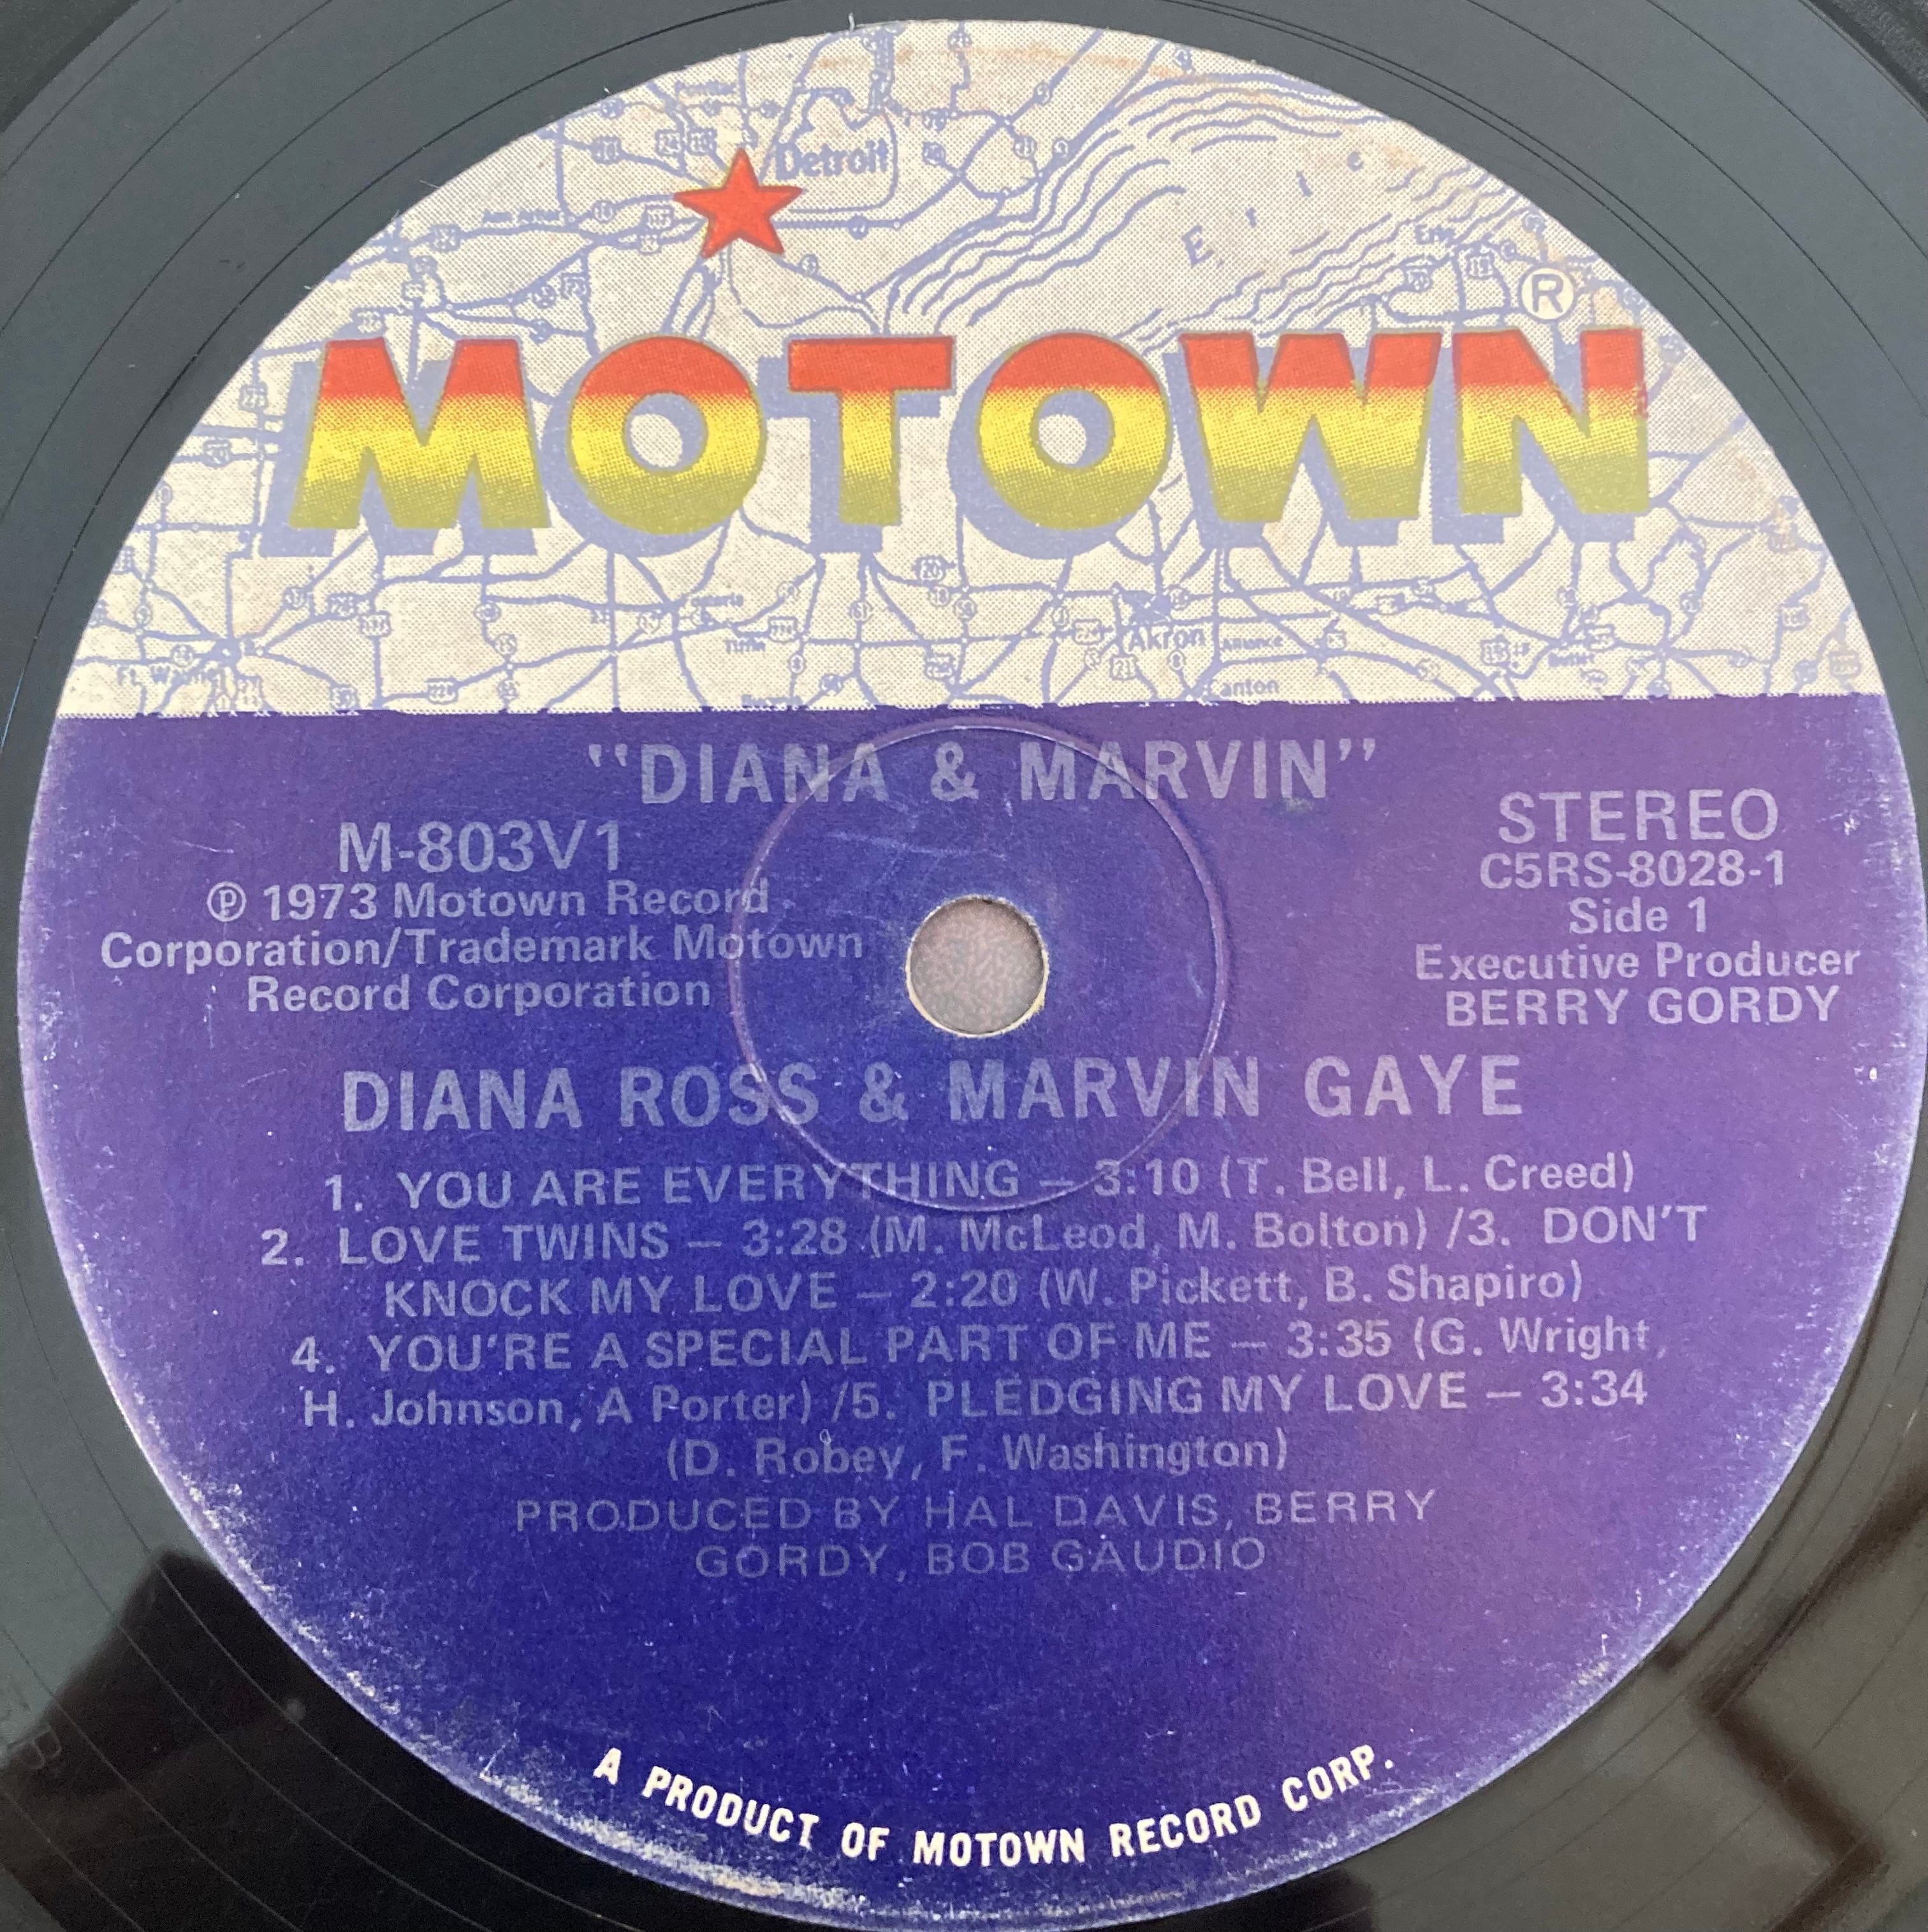 Detroit
Erie
MOTOWN®
Tiffin
Akron
Alliance
Canton
"DIANA & MARVIN"
M-803V1
℗ 1973 Motown Record
Corporation/Trademark Motown
Record Corporation
STEREO
C5RS-8028-1
Side 1
Executive Producer
BERRY GORDY
DIANA ROSS & MARVIN GAYE
1. YOU ARE EVERYTHING — 3:10 (T. Bell, L. Creed)
2. LOVE TWINS — 3:28 (M. McLeod, M. Bolton) /3. DON'T
KNOCK MY LOVE — 2:20 (W. Pickett, B. Shapiro)
4. YOU'RE A SPECIAL PART OF ME — 3:35 (G. Wright,
H. Johnson, A Porter) /5. PLEDGING MY LOVE — 3:34
(D. Robey, F. Washington)
PRODUCED BY HAL DAVIS, BERRY
GORDY, BOB GAUDIO
A PRODUCT OF MOTOWN RECORD CORP.